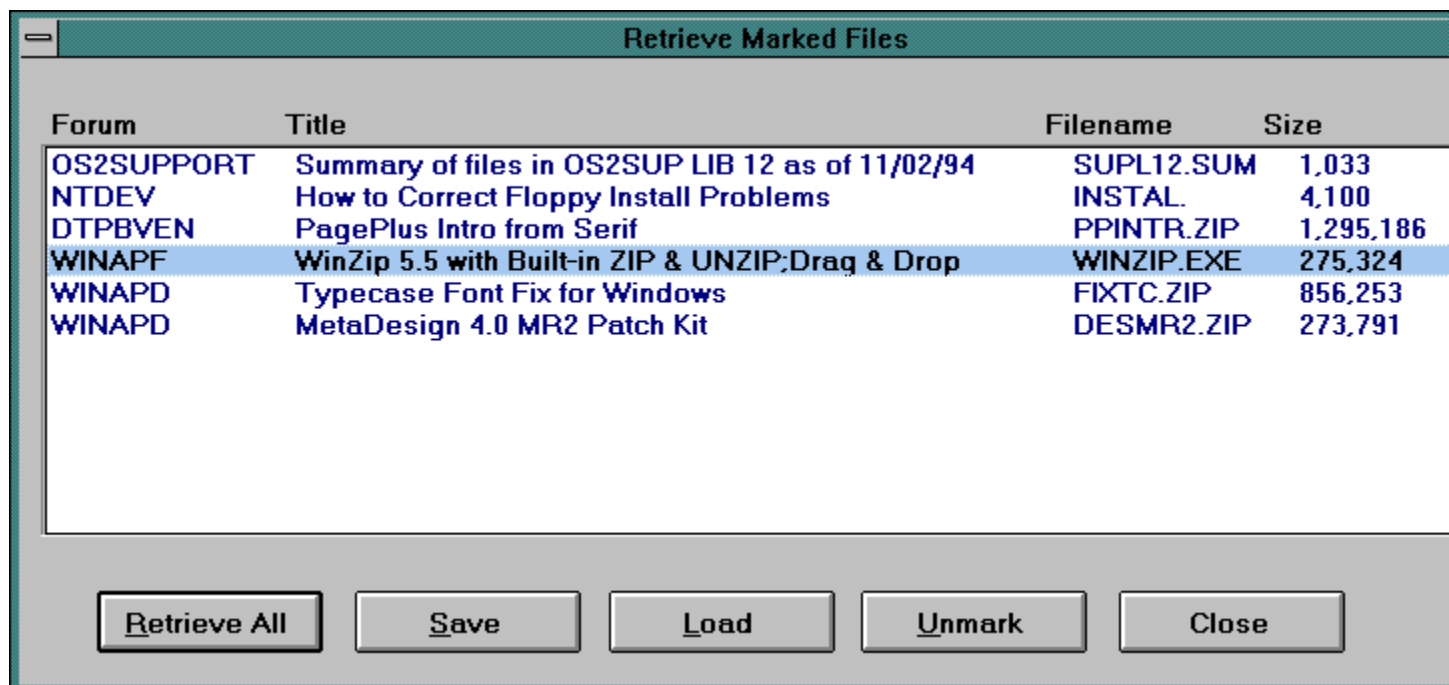 Retrieve Marked Files
Forum Title Filename Size
OS2SUPPORT Summary of files in OS2SUP LIB 12 as of 11/02/94 SUPL12.SUM 1,033
NTDEV How to Correct Floppy Install Problems INSTAL. 4,100
DTPBVEN PagePlus Intro from Serif PPINTR.ZIP 1,295,186
WINAPF WinZip 5.5 with Built-in ZIP & UNZIP;Drag & Drop WINZIP.EXE 275,324
WINAPD Typecase Font Fix for Windows FIXTC.ZIP 856,253
WINAPD MetaDesign 4.0 MR2 Patch Kit DESMR2.ZIP 273,791
Retrieve All Save Load Unmark Close